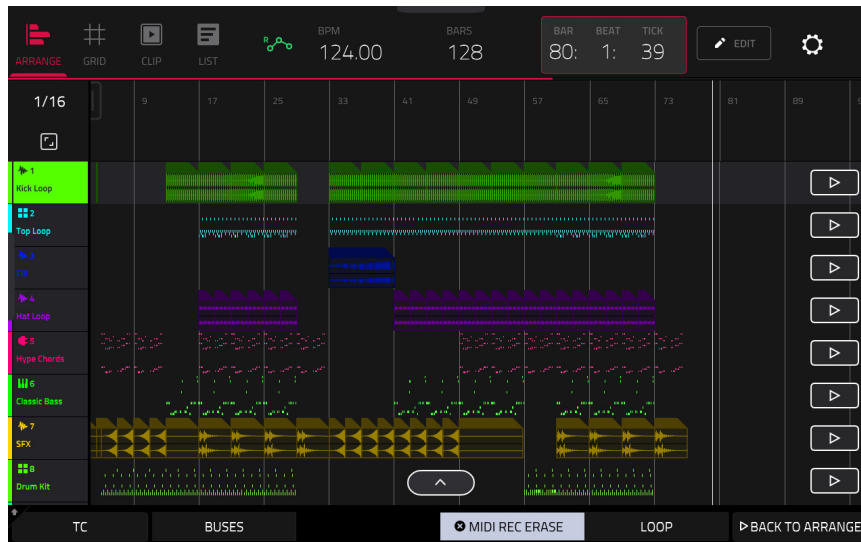 BPM
BARS
BAR BEAT TICK
124.00
128
80: 1: 39
EDIT
ARRANGE
GRID
CLIP
LIST
R
1/16
9 17 25 33 41 49 57 65 73 81 89
1
Kick Loop
2
Top Loop
3
4
Hat Loop
5
Hype Chords
6
Classic Bass
7
SFX
8
Drum Kit
TC
BUSES
MIDI REC ERASE
LOOP
BACK TO ARRANGE